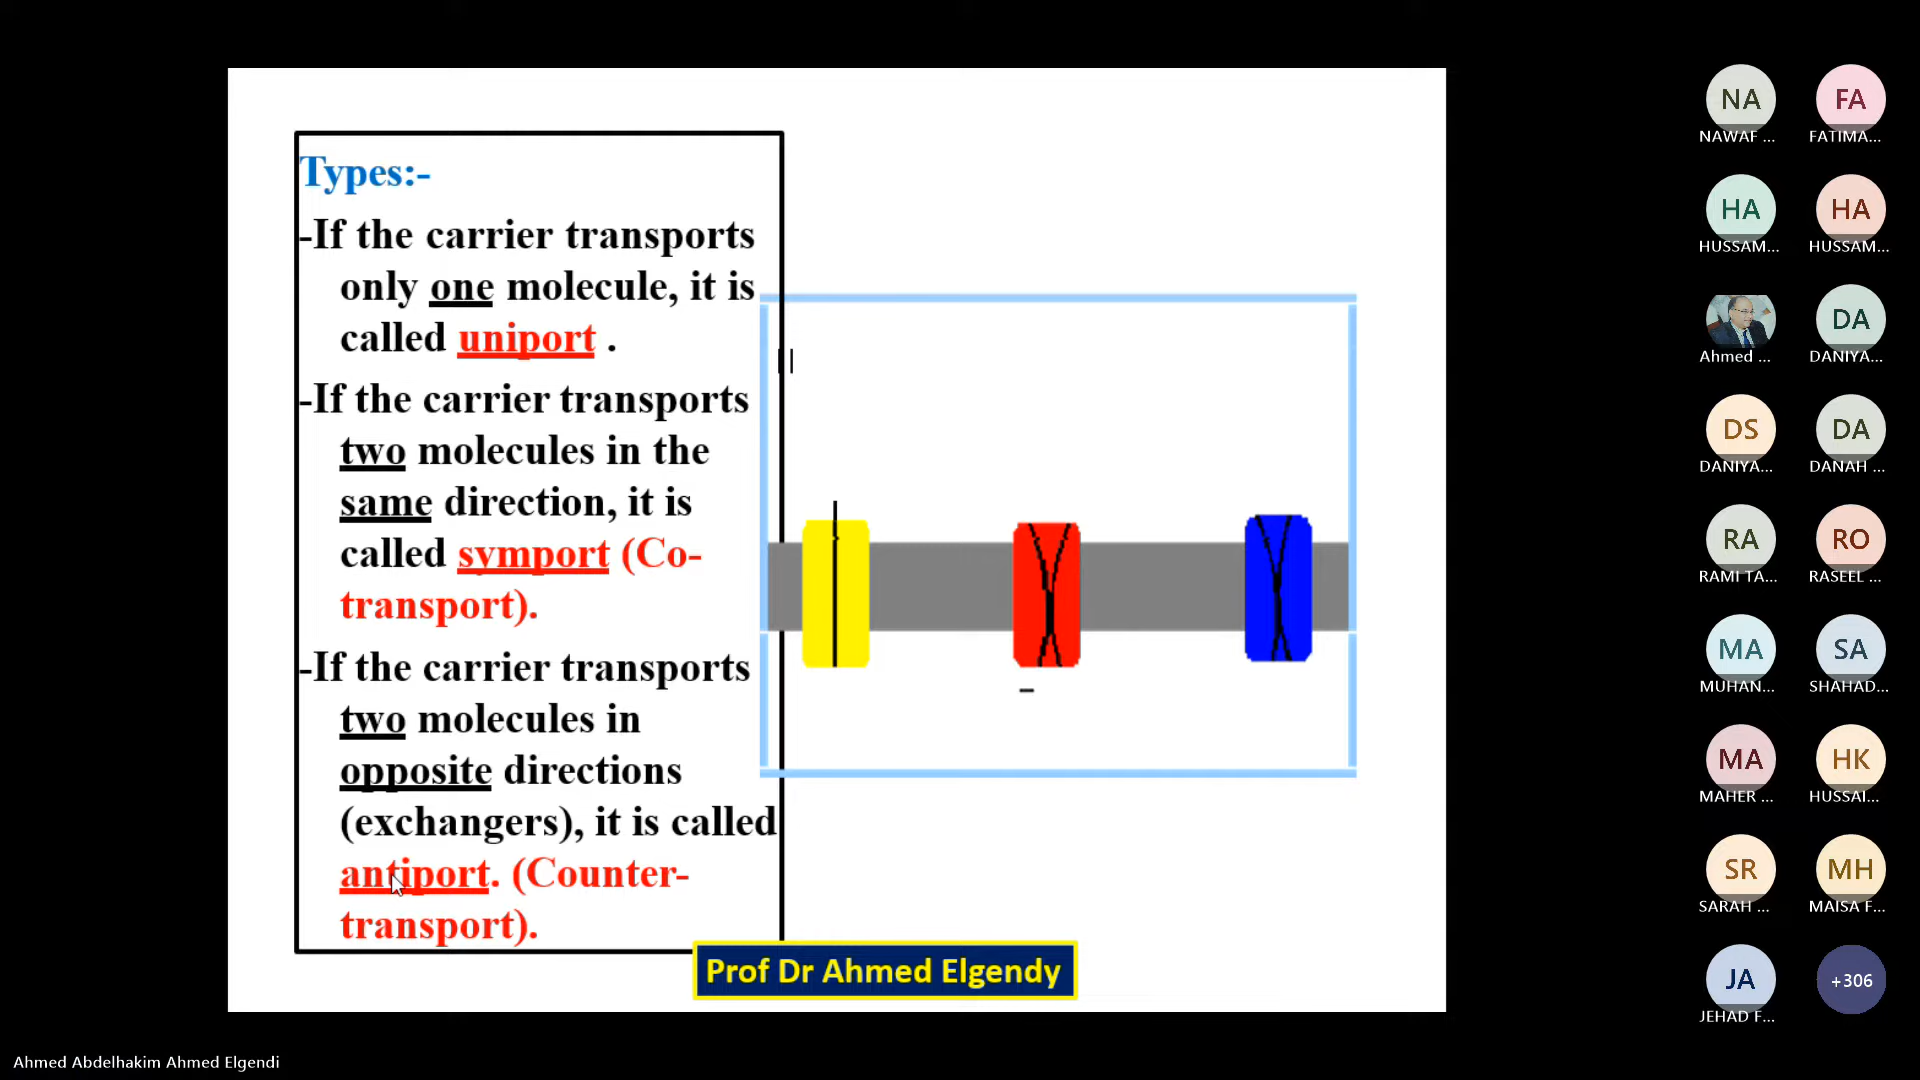 Types:-
-If the carrier transports
only one molecule, it is
called uniport .
-If the carrier transports
two molecules in the
same direction, it is
called symport (Co-
transport).
-If the carrier transports
two molecules in
opposite directions
(exchangers), it is called
antiport. (Counter-
transport).
Prof Dr Ahmed Elgendy
NA FA
NAWAF ... FATIMA...
HA HA
HUSSAM... HUSSAM...
DA
Ahmed ... DANIYA...
DS DA
DANIYA... DANAH ...
RA RO
RAMI TA... RASEEL ...
MA SA
MUHAN... SHAHAD...
MA HK
MAHER ... HUSSAI...
SR MH
SARAH ... MAISA F...
JA +306
JEHAD F...
Ahmed Abdelhakim Ahmed Elgendi